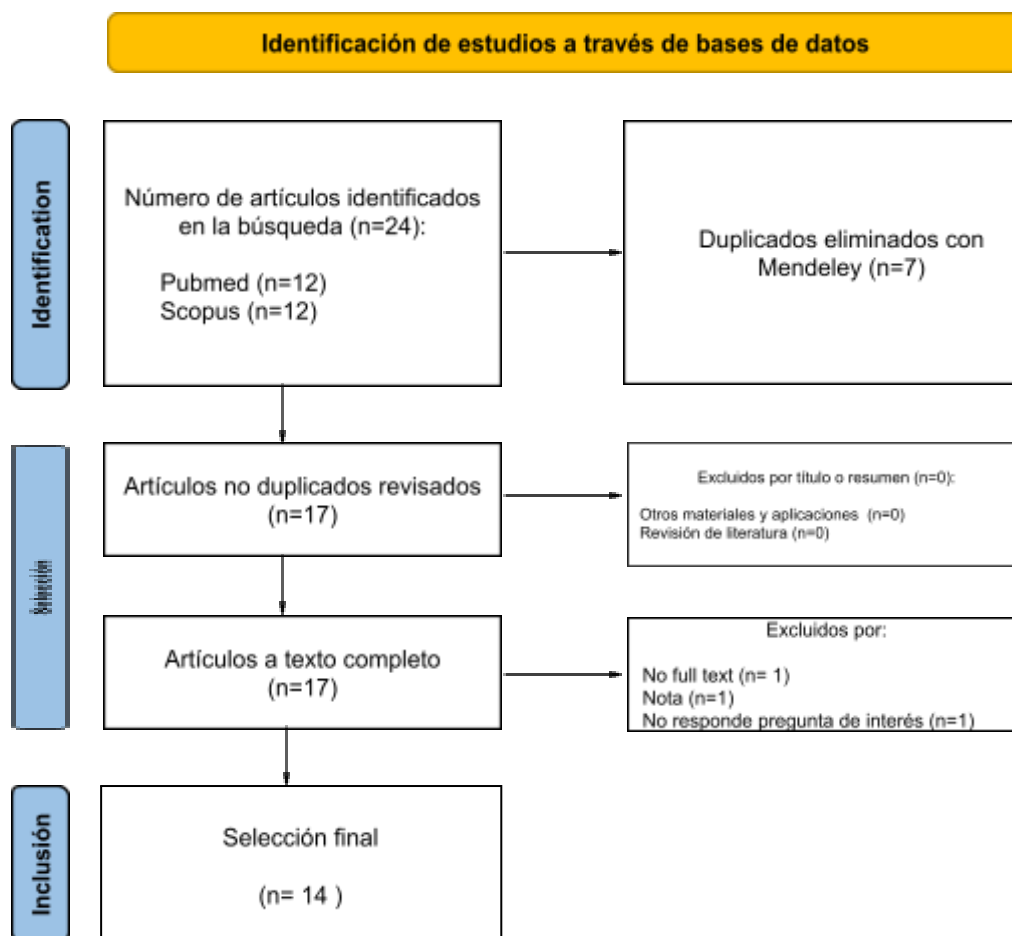 Identificación de estudios a través de bases de datos
Identification
Número de artículos identificados
en la búsqueda (n=24):
Pubmed (n=12)
Scopus (n=12)
Duplicados eliminados con
Mendeley (n=7)
Artículos no duplicados revisados
(n=17)
Excluidos por título o resumen (n=0):
Otros materiales y aplicaciones (n=0)
Revisión de literatura (n=0)
Artículos a texto completo
(n=17)
Excluidos por:
No full text (n= 1)
Nota (n=1)
No responde pregunta de interés (n=1)
Inclusión
Selección final
(n= 14 )